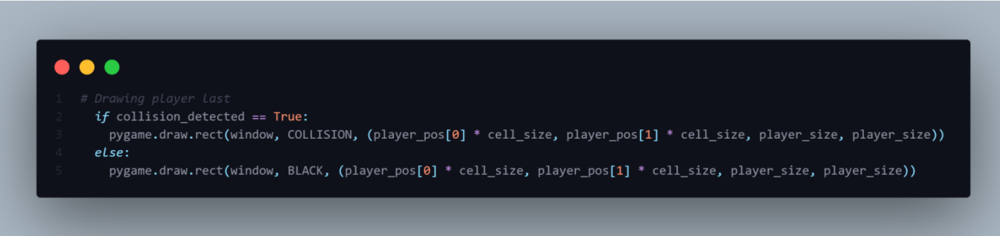 1 # Drawing player last
2 if collision_detected == True:
3 pygame.draw.rect(window, COLLISION, (player_pos[0] * cell_size, player_pos[1] * cell_size, player_size, player_size))
4 else:
5 pygame.draw.rect(window, BLACK, (player_pos[0] * cell_size, player_pos[1] * cell_size, player_size, player_size))